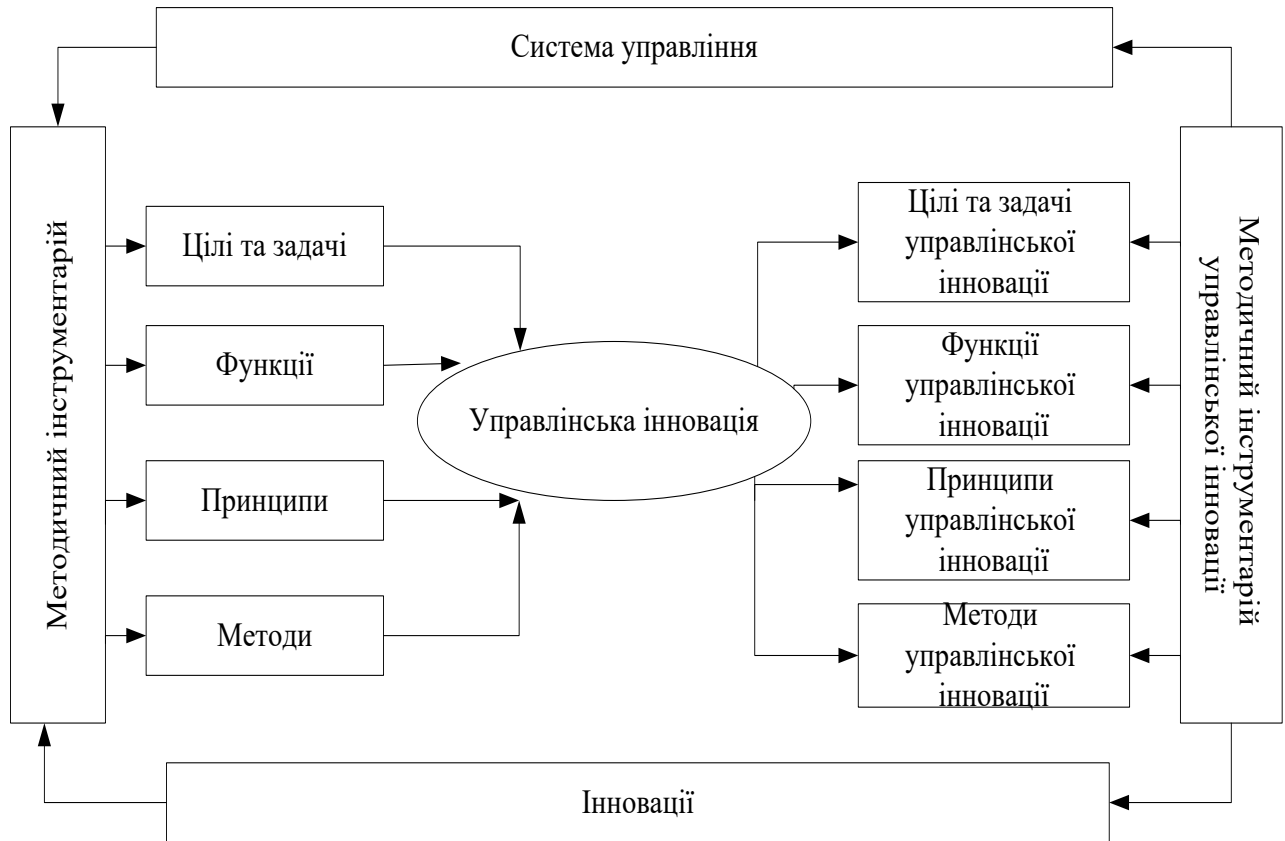 Система управління
Методичний інструментарій
Цілі та задачі
Функції
Принципи
Методи
Управлінська інновація
Цілі та задачі
управлінської
інновації
Функції
управлінської
інновації
Принципи
управлінської
інновації
Методи
управлінської
інновації
Методичний інструментарій
управлінської інновації
Інновації